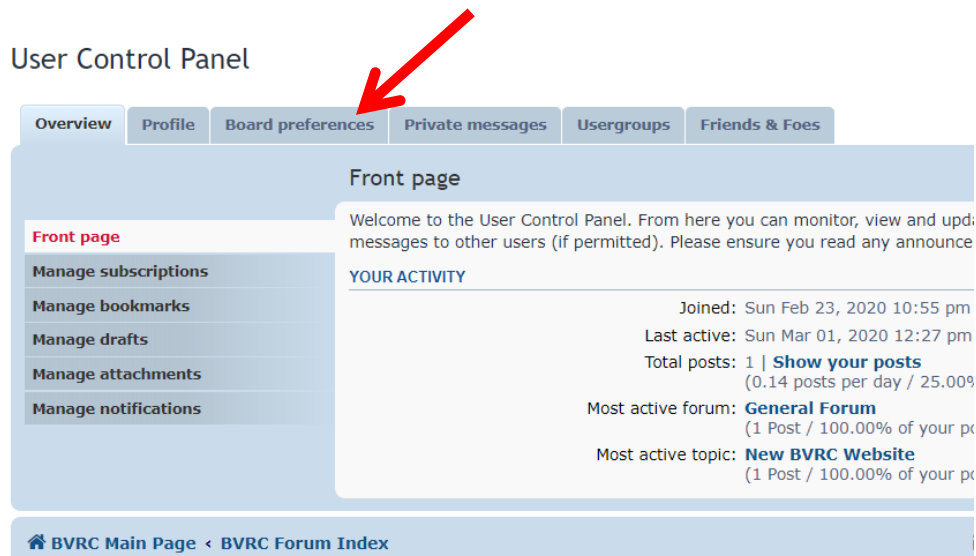 User Control Panel
Overview Profile Board preferences Private messages Usergroups Friends & Foes
Front page
Front page
Manage subscriptions
Manage bookmarks
Manage drafts
Manage attachments
Manage notifications
Welcome to the User Control Panel. From here you can monitor, view and upda
messages to other users (if permitted). Please ensure you read any announce
YOUR ACTIVITY
Joined: Sun Feb 23, 2020 10:55 pm
Last active: Sun Mar 01, 2020 12:27 pm
Total posts: 1 | Show your posts
(0.14 posts per day / 25.00%
Most active forum: General Forum
(1 Post / 100.00% of your po
Most active topic: New BVRC Website
(1 Post / 100.00% of your po
BVRC Main Page ‹ BVRC Forum Index